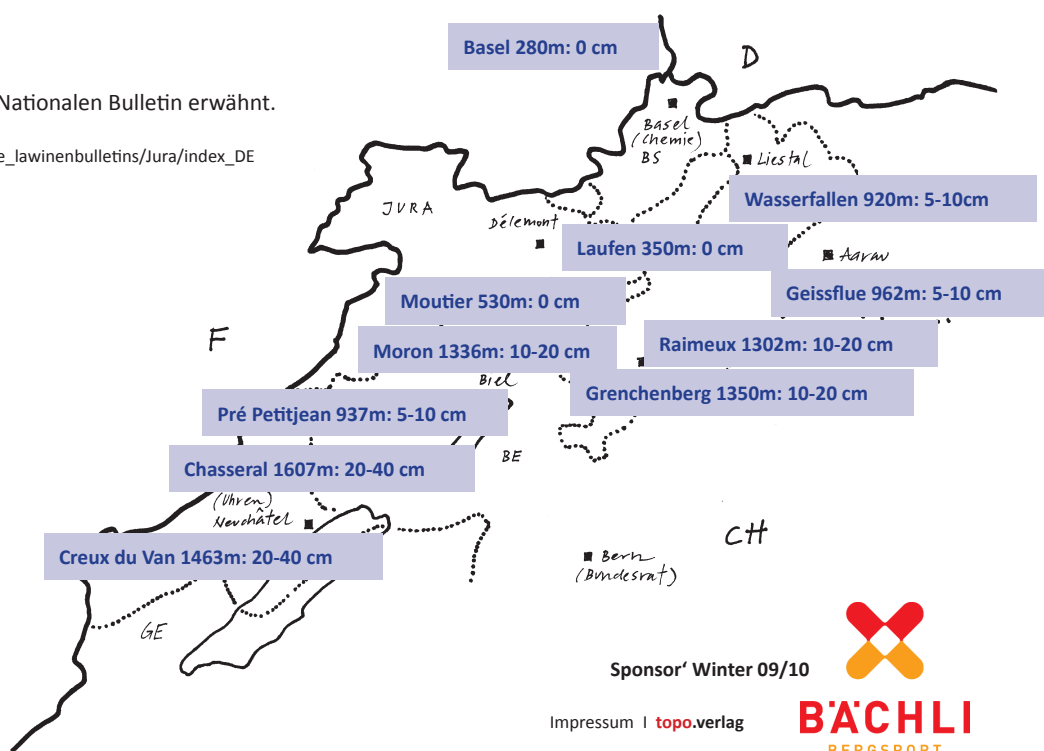 Basel 280m: 0 cm
D
Nationalen Bulletin erwähnt.
Basel
(Chemie)
BS
e_lawinenbulletins/Jura/index_DE
Liestal
Wasserfallen 920m: 5-10cm
JURA
Délemont
Laufen 350m: 0 cm
Aarau
Moutier 530m: 0 cm
Geissflue 962m: 5-10 cm
F
Moron 1336m: 10-20 cm
Raimeux 1302m: 10-20 cm
Biel
Grenchenberg 1350m: 10-20 cm
Pré Petitjean 937m: 5-10 cm
BE
Chasseral 1607m: 20-40 cm
(Uhren)
Neuchâtel
CH
Creux du Van 1463m: 20-40 cm
Bern
(Bundesrat)
GE
Sponsor‘ Winter 09/10
Impressum I topo.verlag
BÄCHLI
BERGSPORT